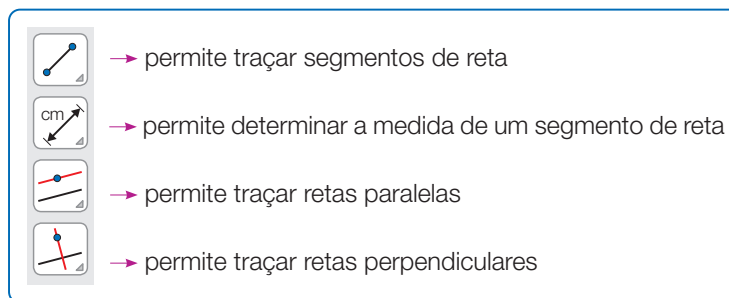 permite traçar segmentos de reta
cm
permite determinar a medida de um segmento de reta
permite traçar retas paralelas
permite traçar retas perpendiculares